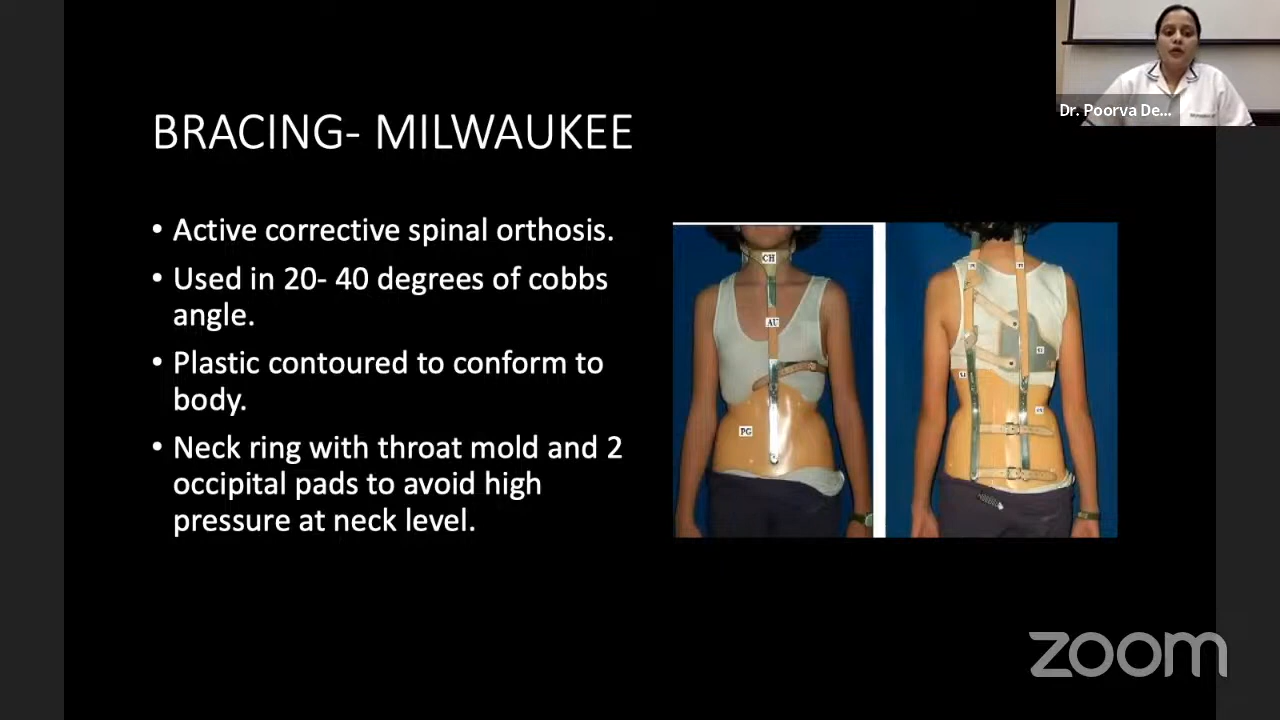 Dr. Poorva De...
BRACING- MILWAUKEE
• Active corrective spinal orthosis.
• Used in 20- 40 degrees of cobbs
angle.
• Plastic contoured to conform to
body.
• Neck ring with throat mold and 2
occipital pads to avoid high
pressure at neck level.
CH
AU
PG
zoom